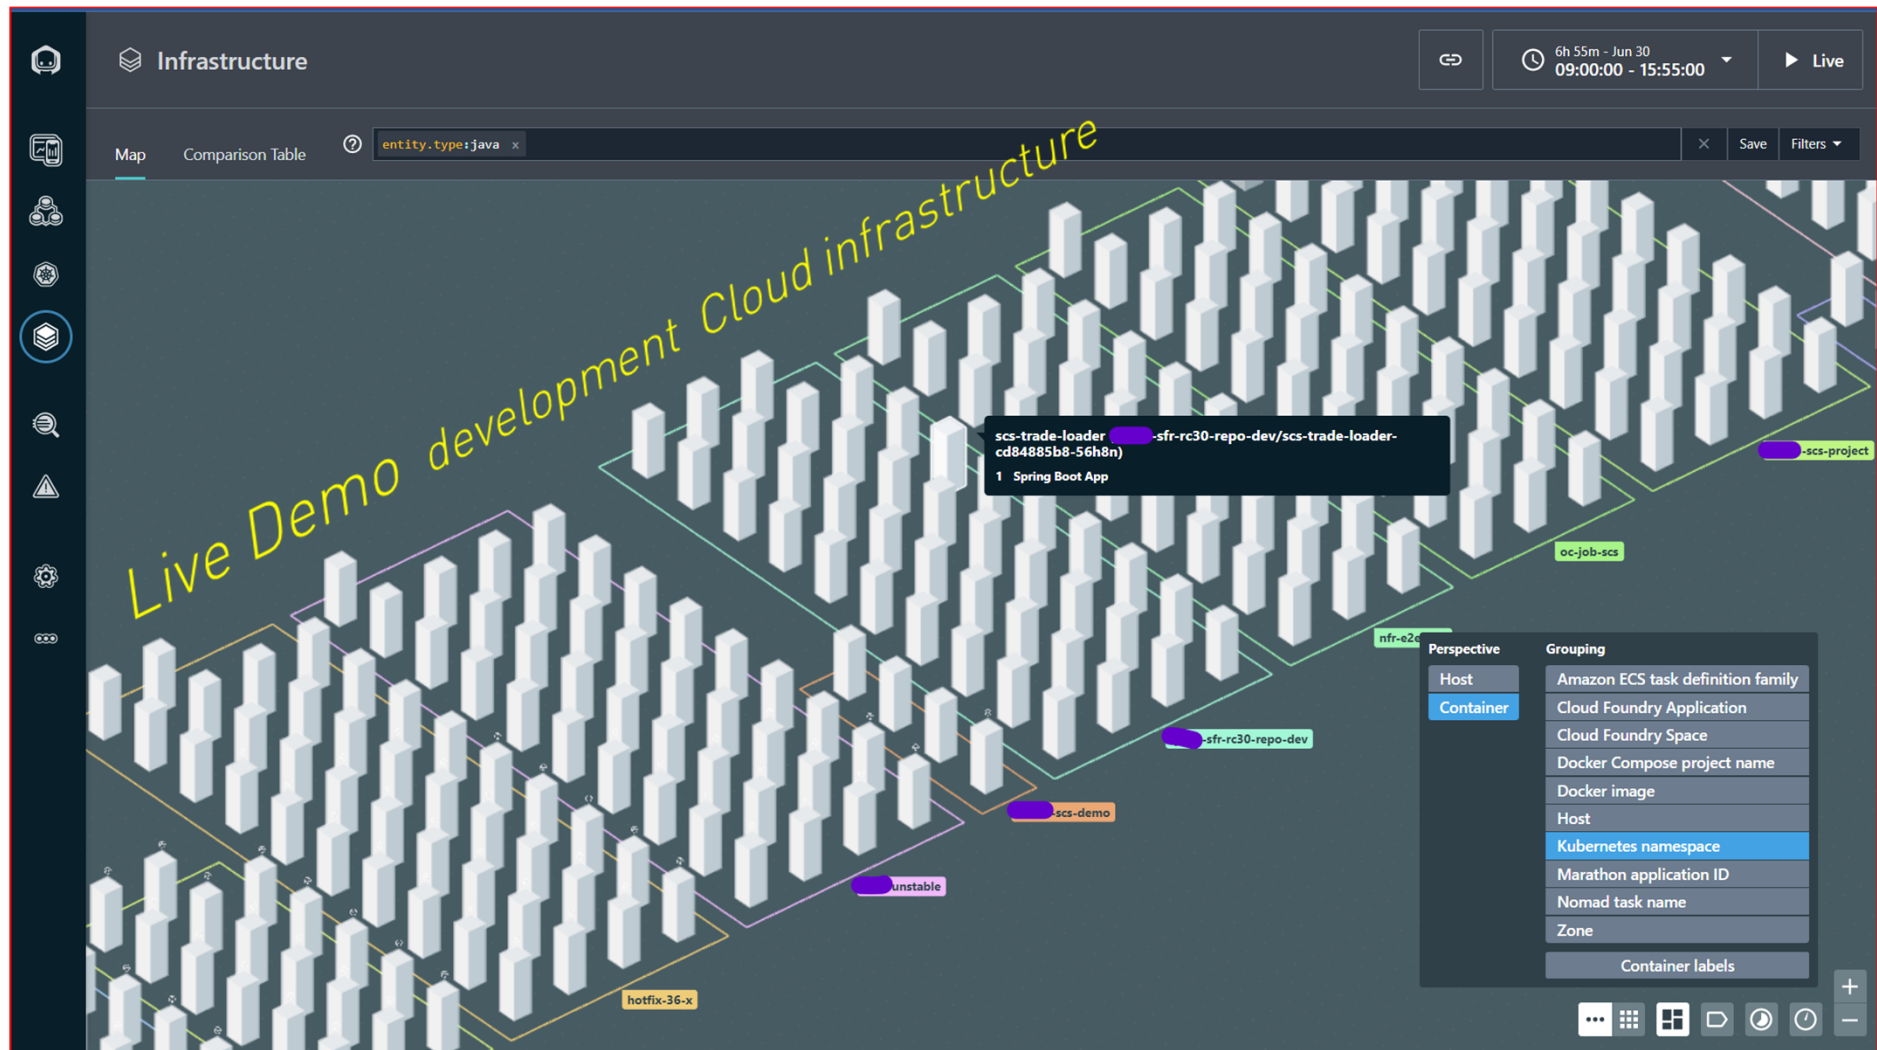 Infrastructure
6h 55m - Jun 30
09:00:00 - 15:55:00
Live
Map
Comparison Table
?
entity.type:java x
Save
Filters
Live Demo development Cloud infrastructure
scs-trade-loader -sfr-rc30-repo-dev/scs-trade-loader-
cd84885b8-56h8n)
1 Spring Boot App
-scs-project
oc-job-scs
nfr-e2e
-sfr-rc30-repo-dev
-scs-demo
unstable
hotfix-36-x
Perspective
Host
Container
Grouping
Amazon ECS task definition family
Cloud Foundry Application
Cloud Foundry Space
Docker Compose project name
Docker image
Host
Kubernetes namespace
Marathon application ID
Nomad task name
Zone
Container labels